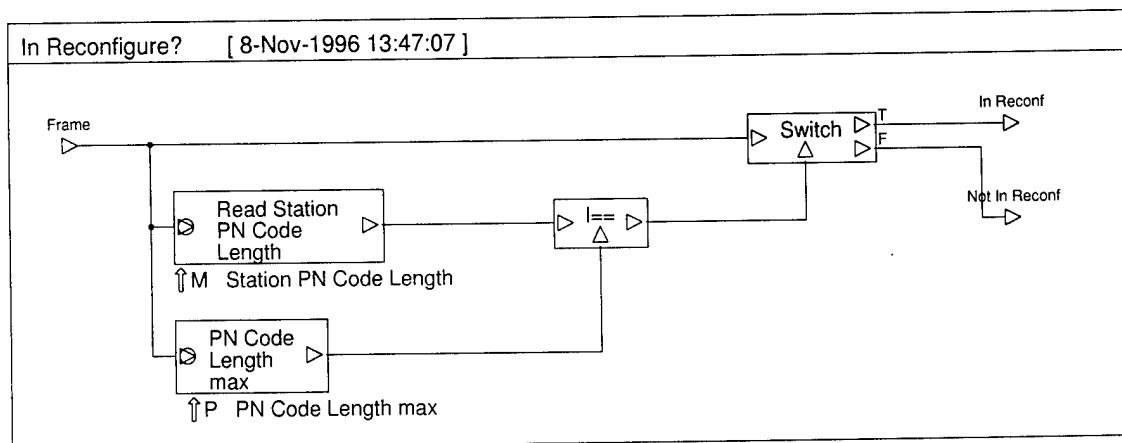 In Reconfigure? [ 8-Nov-1996 13:47:07 ]
Frame
Switch
T
F
In Reconf
Not In Reconf
Read Station
PN Code
Length
I==
M Station PN Code Length
PN Code
Length
max
P PN Code Length max